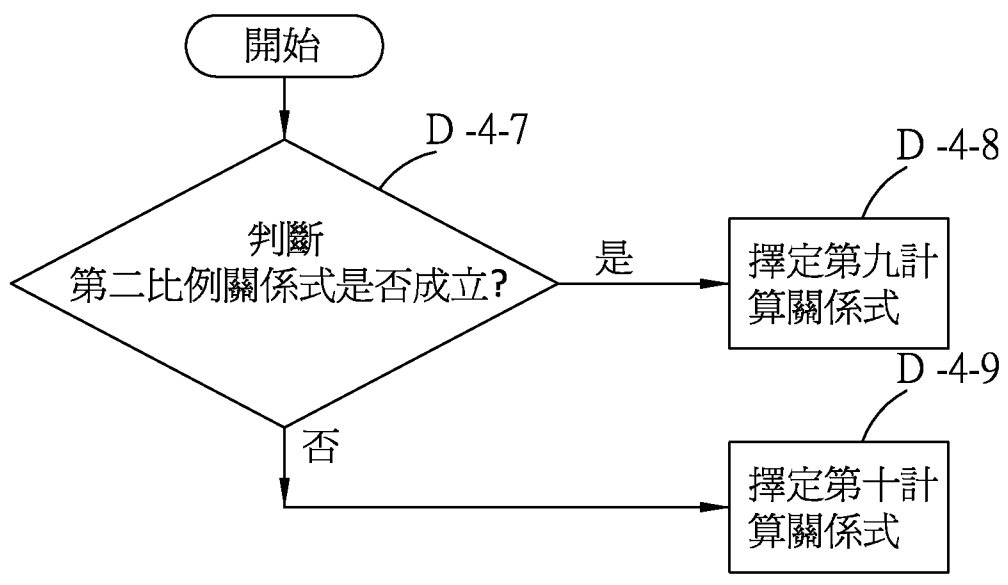 開始
D -4-7
判斷
第二比例關係式是否成立?
是
D -4-8
擇定第九計
算關係式
否
D -4-9
擇定第十計
算關係式